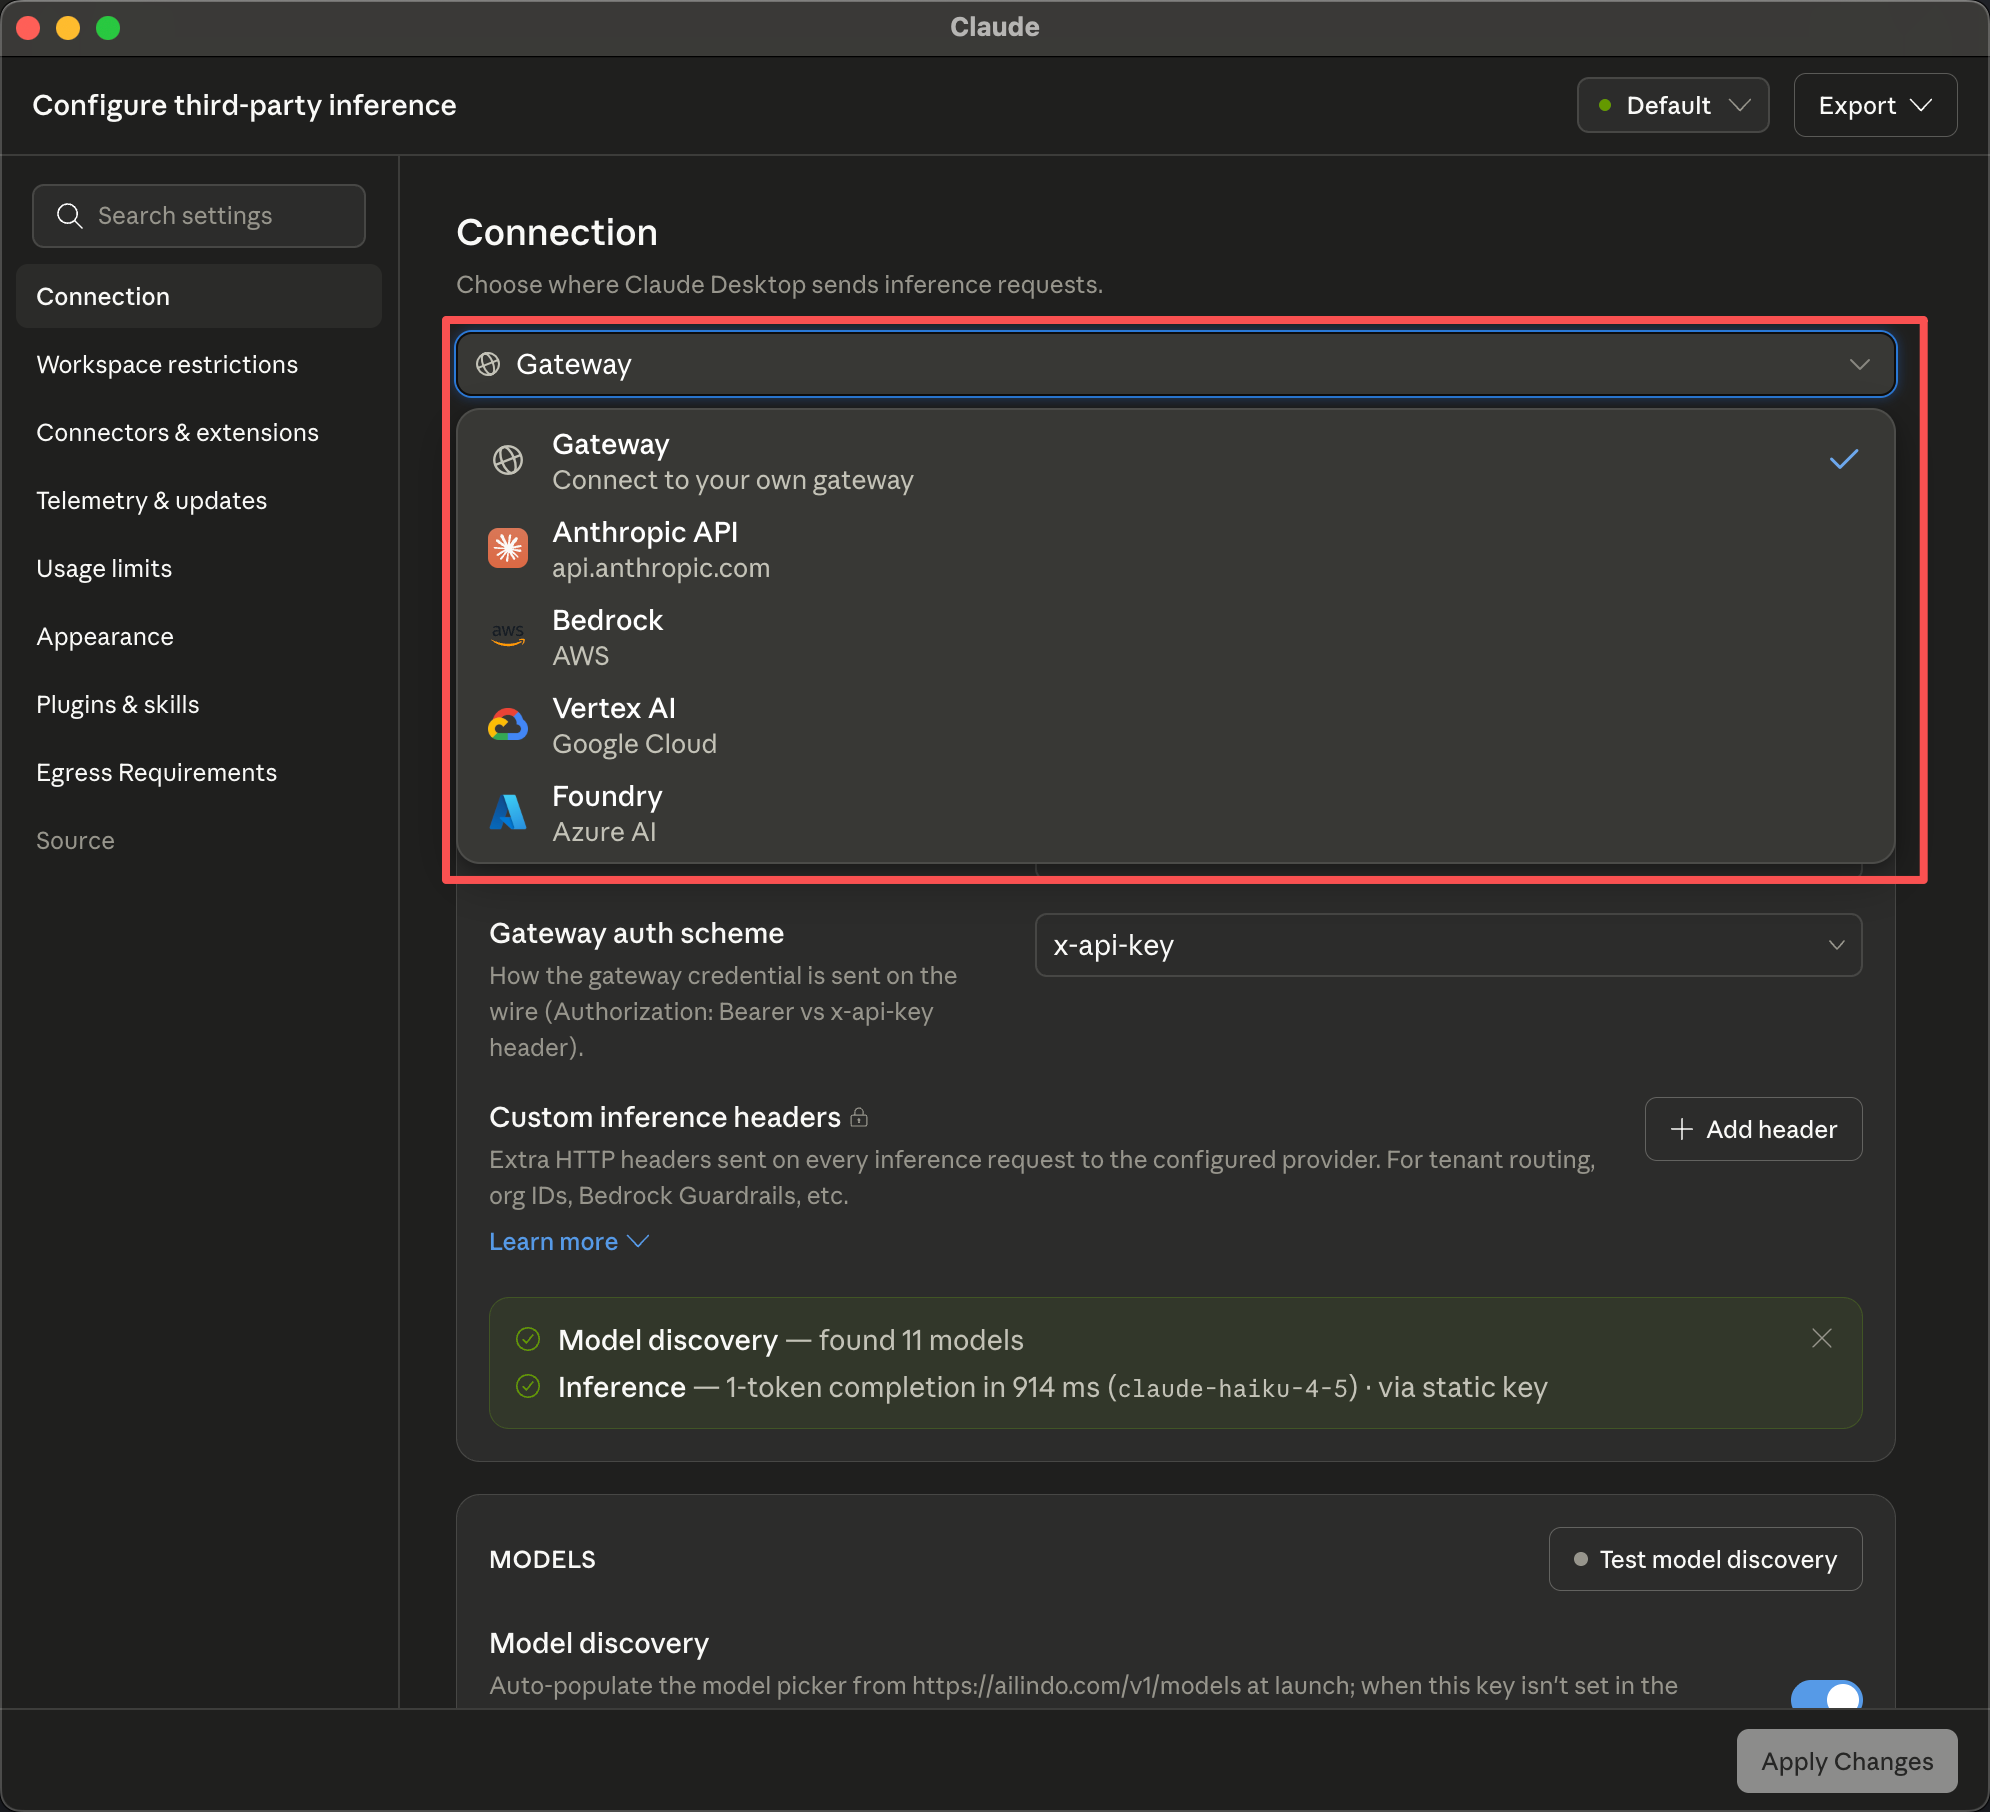 Claude
Configure third-party inference
Default
Export
Search settings
Connection
Workspace restrictions
Connectors & extensions
Telemetry & updates
Usage limits
Appearance
Plugins & skills
Egress Requirements
Source
Connection
Choose where Claude Desktop sends inference requests.
Gateway
Gateway
Connect to your own gateway
Anthropic API
api.anthropic.com
aws
Bedrock
AWS
Vertex AI
Google Cloud
Foundry
Azure AI
Gateway auth scheme
How the gateway credential is sent on the
wire (Authorization: Bearer vs x-api-key
header).
x-api-key
Custom inference headers
Extra HTTP headers sent on every inference request to the configured provider. For tenant routing,
org IDs, Bedrock Guardrails, etc.
Learn more
Add header
Model discovery — found 11 models
Inference — 1-token completion in 914 ms (claude-haiku-4-5) · via static key
MODELS
Test model discovery
Model discovery
Auto-populate the model picker from https://ailindo.com/v1/models at launch; when this key isn't set in the
Apply Changes